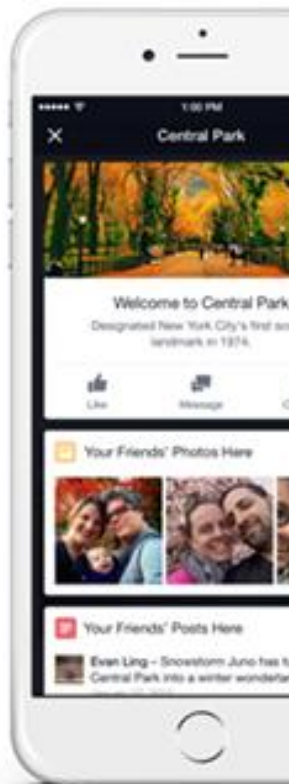 1:00 PM
Central Park
Welcome to Central Park
Designated New York City's first
landmark in 1974.
Like
Message
Your Friends' Photos Here
Your Friends' Posts Here
Evan Ling – Snowstorm Juno has
Central Park into a winter